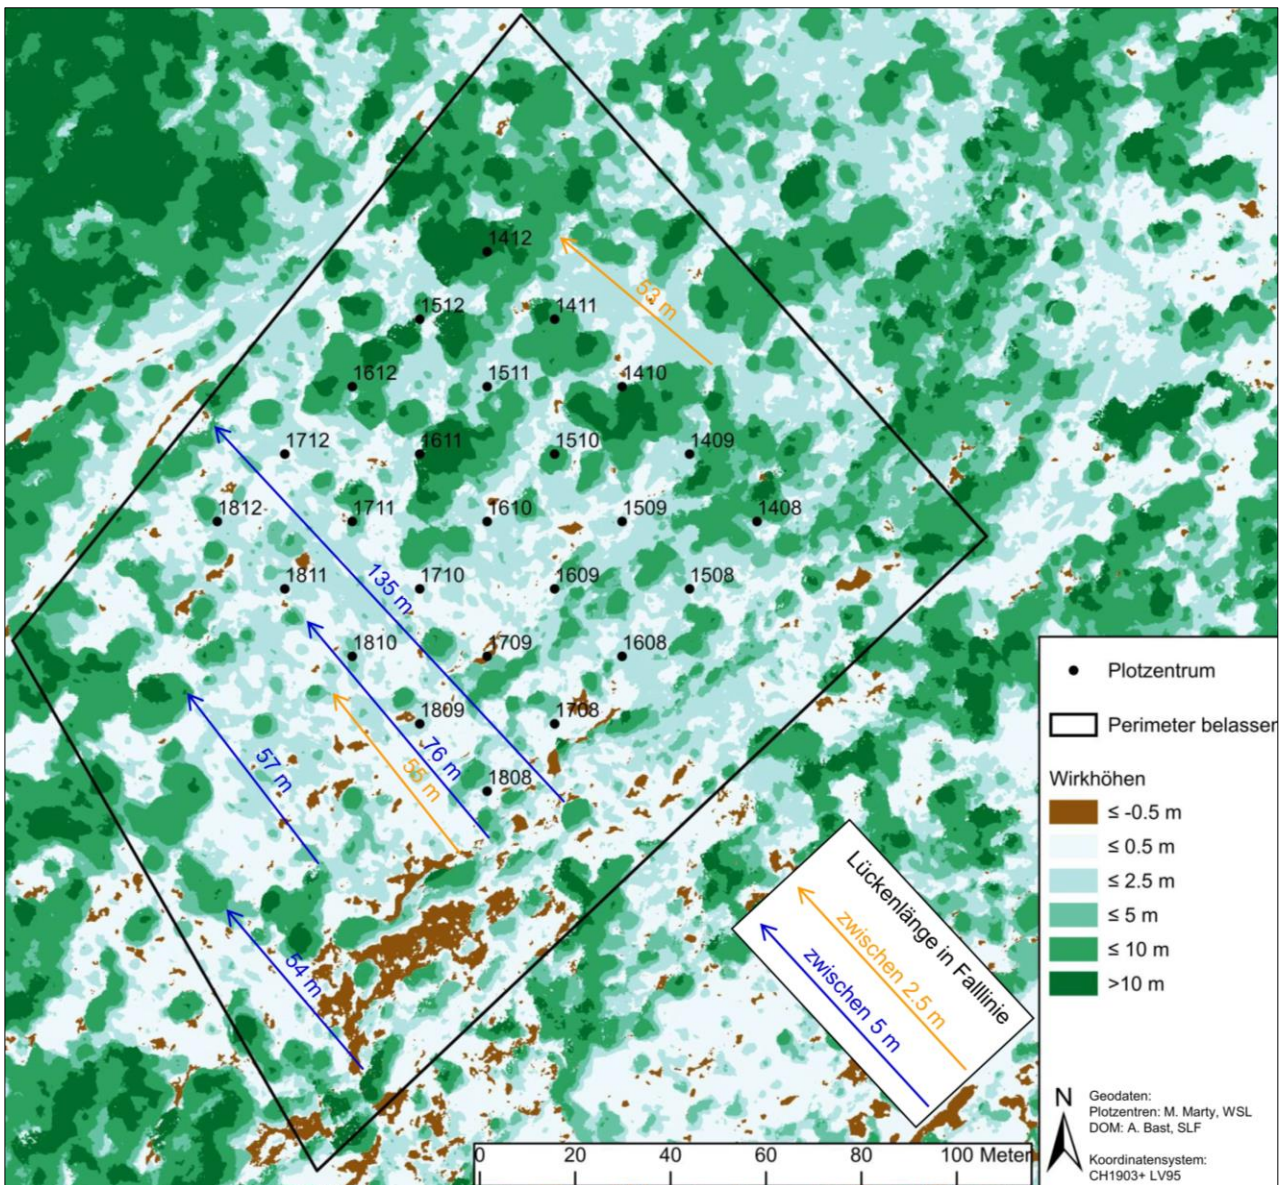 1412
53 m
1512
1411
1612
1511
1410
1712
1611
1510
1409
1812
1711
1610
1509
1408
135 m
1811
1710
1609
1508
1810
1709
1608
1809
1708
76 m
55 m
57 m
1808
54 m
Lückenlänge in Falllinie
zwischen 2.5 m
zwischen 5 m
Plotzentrum
Perimeter belassen
Wirkhöhen
≤ -0.5 m
≤ 0.5 m
≤ 2.5 m
≤ 5 m
≤ 10 m
>10 m
N
Geodaten:
Plotzentren: M. Marty, WSL
DOM: A. Bast, SLF
Koordinatensystem:
CH1903+ LV95
0 20 40 60 80 100 Meter